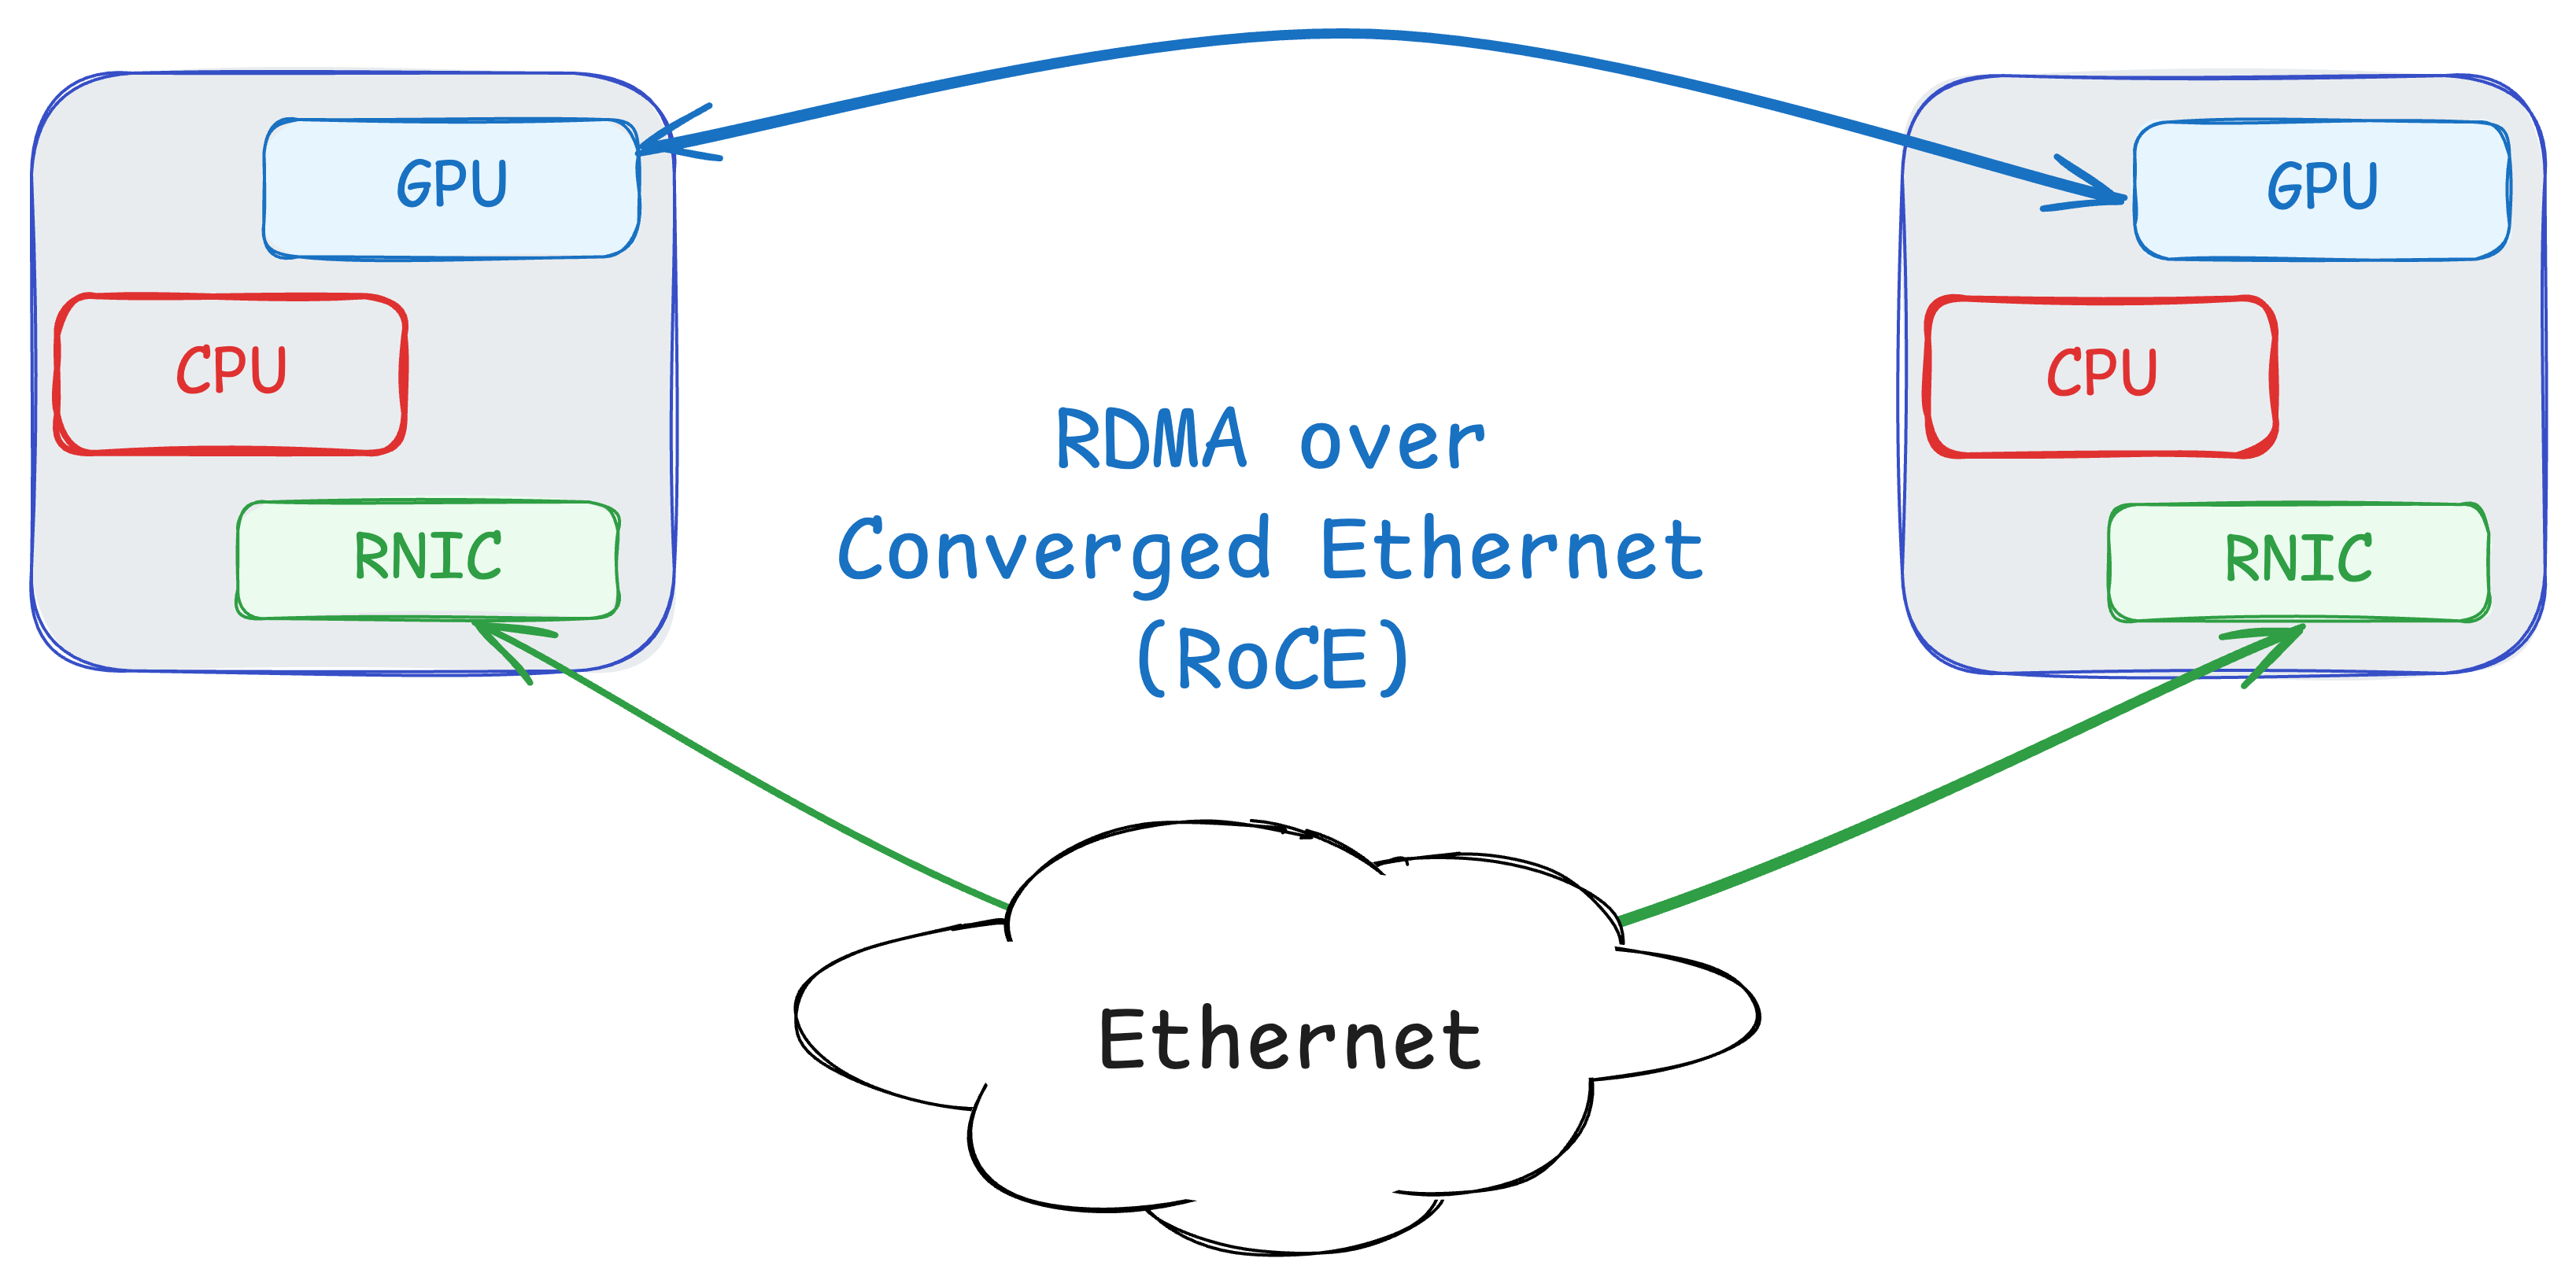 GPU
CPU
RNIC
RDMA over
Converged Ethernet
(RoCE)
GPU
CPU
RNIC
Ethernet